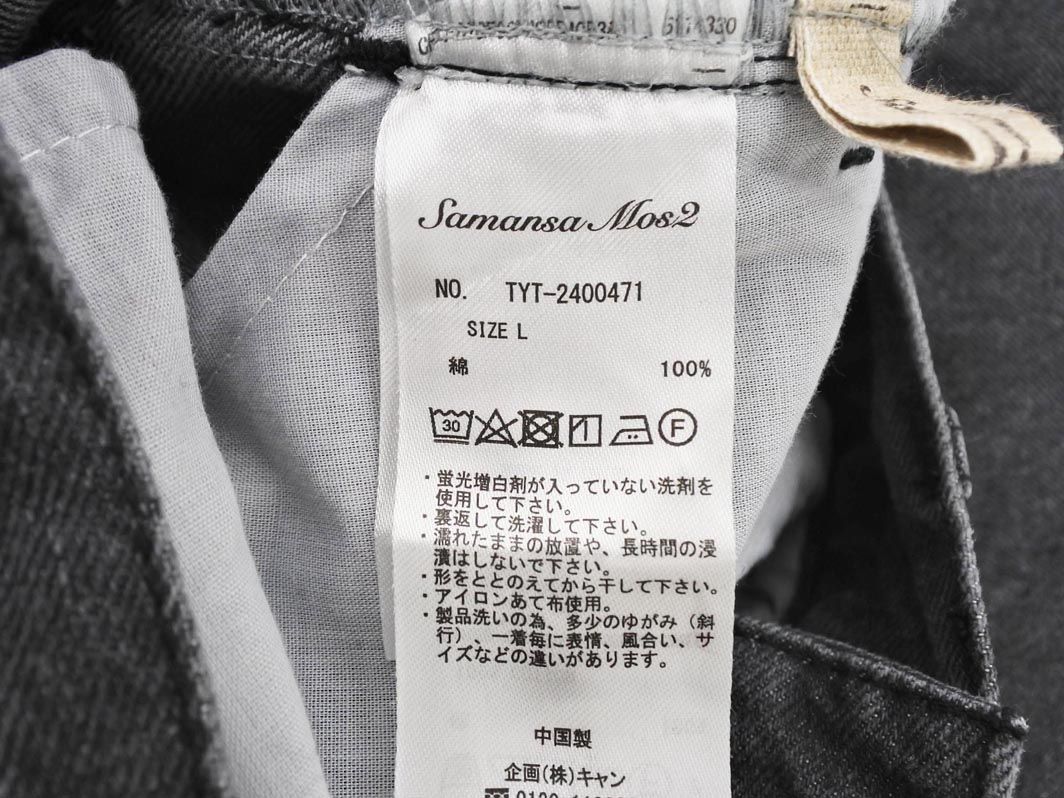 Samansa Mos2
NO. TYT-2400471
SIZE L
綿 100%
30 1 F
・蛍光増白剤が入っていない洗剤を
使用して下さい。
・裏返して洗濯して下さい。
・濡れたままの放置や、長時間の浸
漬はしないで下さい。
・形をととのえてから干して下さい。
・アイロンあて布使用。
・製品洗いの為、多少のゆがみ（斜
行）、一着毎に表情、風合い、サ
イズなどの違いがあります。
中国製
企画(株)キャン